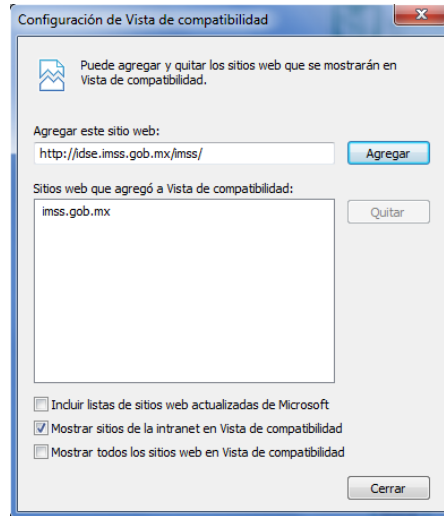 Configuración de Vista de compatibilidad
Puede agregar y quitar los sitios web que se mostrarán en
Vista de compatibilidad.
Agregar este sitio web:
http://idse.imss.gob.mx/imss/
Agregar
Sitios web que agregó a Vista de compatibilidad:
imss.gob.mx
Quitar
Incluir listas de sitios web actualizadas de Microsoft
Mostrar sitios de la intranet en Vista de compatibilidad
Mostrar todos los sitios web en Vista de compatibilidad
Cerrar